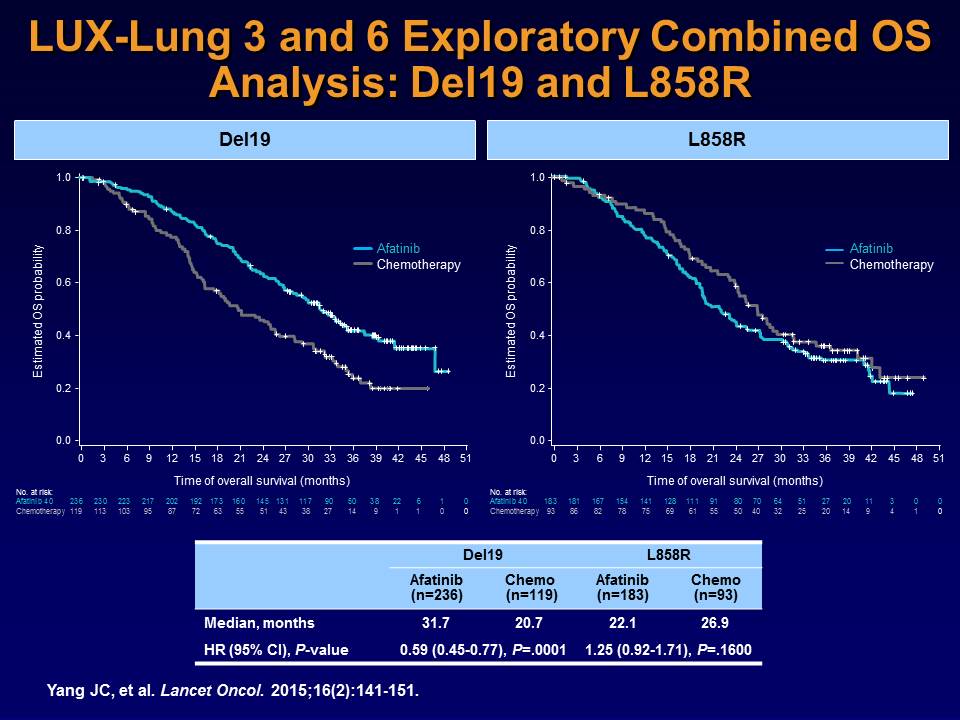 LUX-Lung 3 and 6 Exploratory Combined OS
Analysis: Del19 and L858R
Del19
L858R
Estimated OS probability
1.0
0.8
0.6
0.4
0.2
0.0
Afatinib
Chemotherapy
0 3 6 9 12 15 18 21 24 27 30 33 36 39 42 45 48 51
Time of overall survival (months)
No. at risk:
Afatinib 40 236 230 223 217 202 192 173 160 145 131 117 90 50 38 22 6 1 0
Chemotherapy 119 113 103 95 87 72 63 55 51 43 38 27 14 9 1 1 0 0
Estimated OS probability
1.0
0.8
0.6
0.4
0.2
0.0
Afatinib
Chemotherapy
0 3 6 9 12 15 18 21 24 27 30 33 36 39 42 45 48 51
Time of overall survival (months)
No. at risk:
Afatinib 40 183 181 167 154 141 128 111 91 80 70 64 51 27 20 11 3 0 0
Chemotherapy 93 86 82 78 75 69 61 55 50 40 32 25 20 14 9 4 1 0
Del19 L858R
Afatinib Chemo Afatinib Chemo
(n=236) (n=119) (n=183) (n=93)
Median, months 31.7 20.7 22.1 26.9
HR (95% CI), P-value 0.59 (0.45-0.77), P=.0001 1.25 (0.92-1.71), P=.1600
Yang JC, et al. Lancet Oncol. 2015;16(2):141-151.